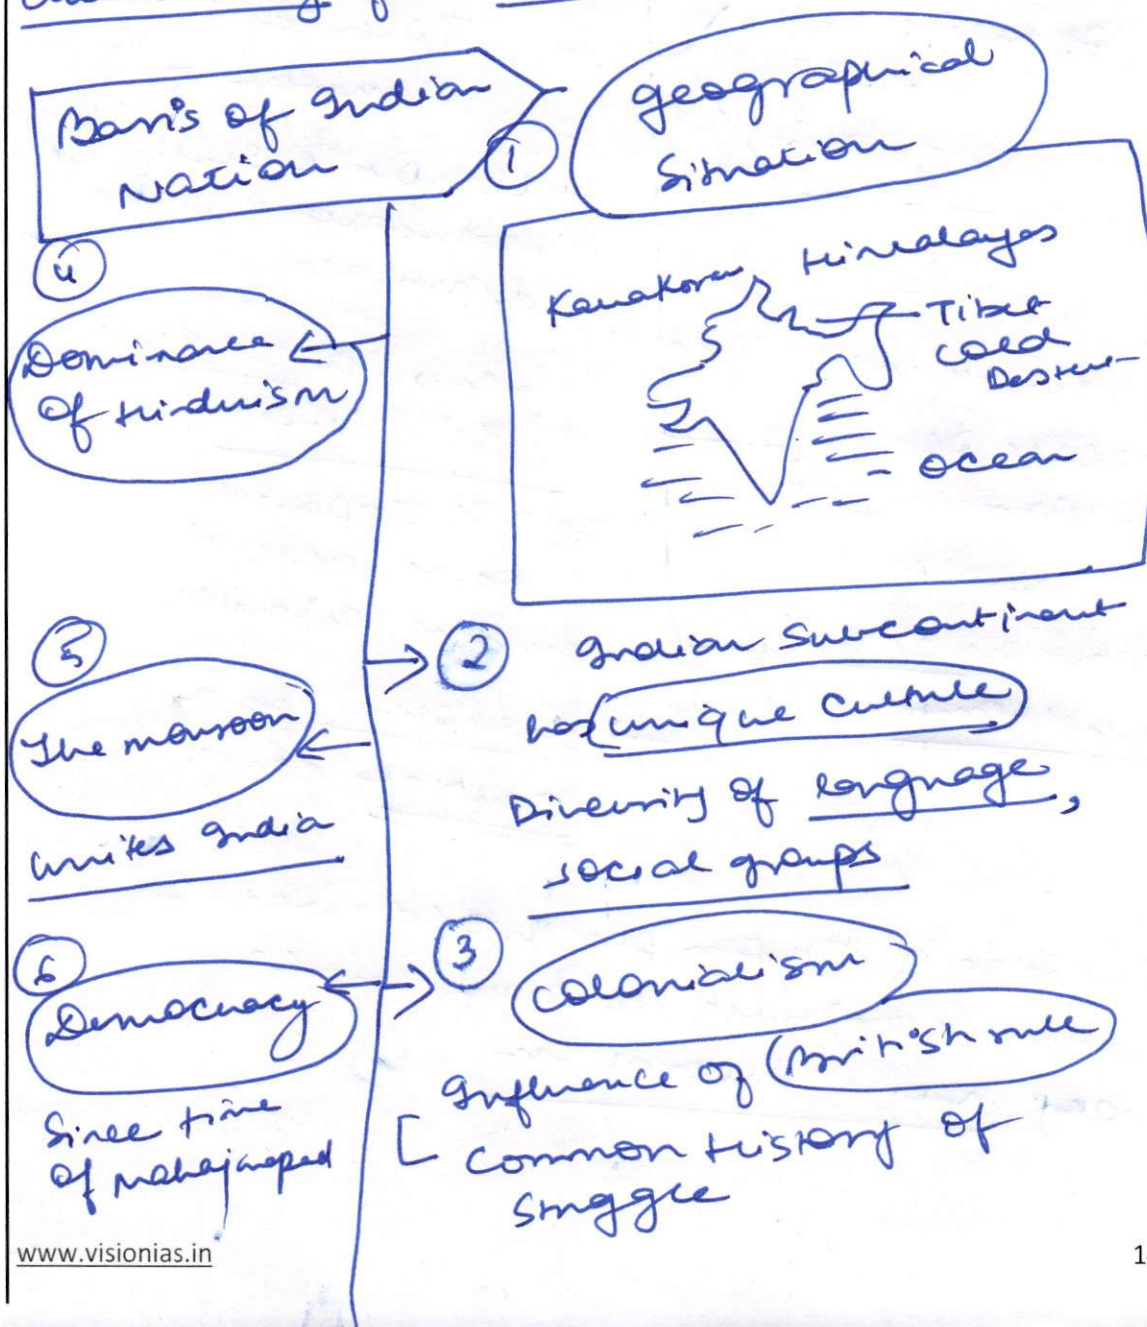 of
Basis of Indian
Nation
①
Geographical
Situation
Karakoram Himalayas
Tibet
Cold
Desert
Ocean
④
Dominance
of Hinduism
② Indian Subcontinent
has unique culture
Diversity of language,
social groups
⑤
The monsoon
unites India
③
Colonialism
Influence of British rule
[ Common History of
struggle
⑥
Democracy
Since time
of mahajanapad
www.visionias.in
1